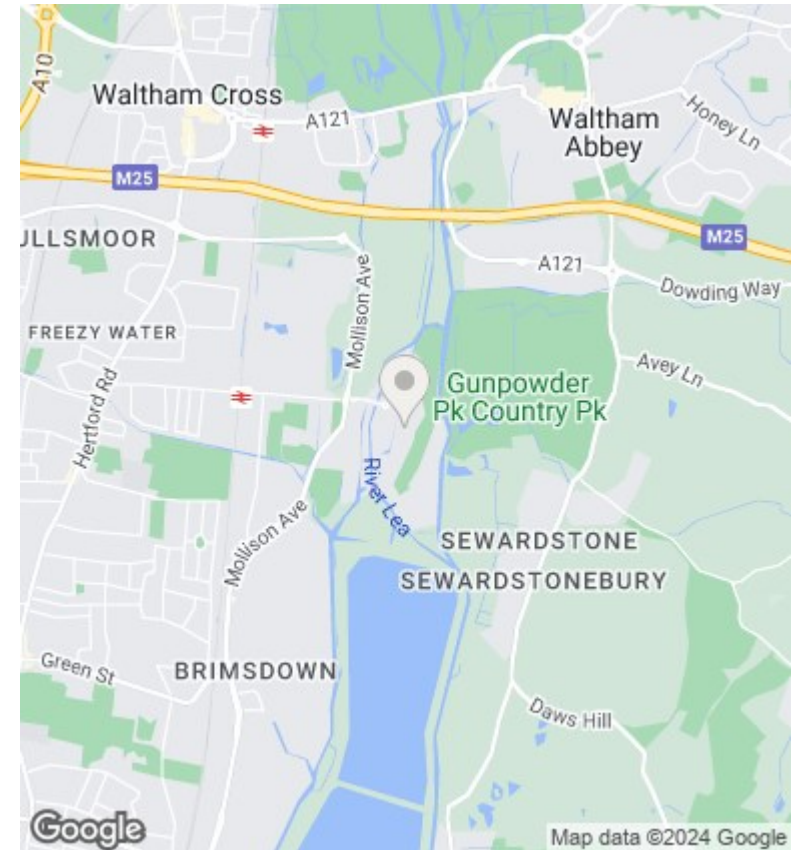 A10
Waltham Cross
A121
Waltham
Abbey
Honey Ln
M25
ULLSMOOR
M25
A121
Dowding Way
Mollison Ave
FREEZY WATER
Avey Ln
Hertford Rd
Gunpowder
Pk Country Pk
River Lea
Mollison Ave
SEWARDSTONE
SEWARDSTONEBURY
Green St
BRIMSDOWN
Daws Hill
Google
Map data ©2024 Google